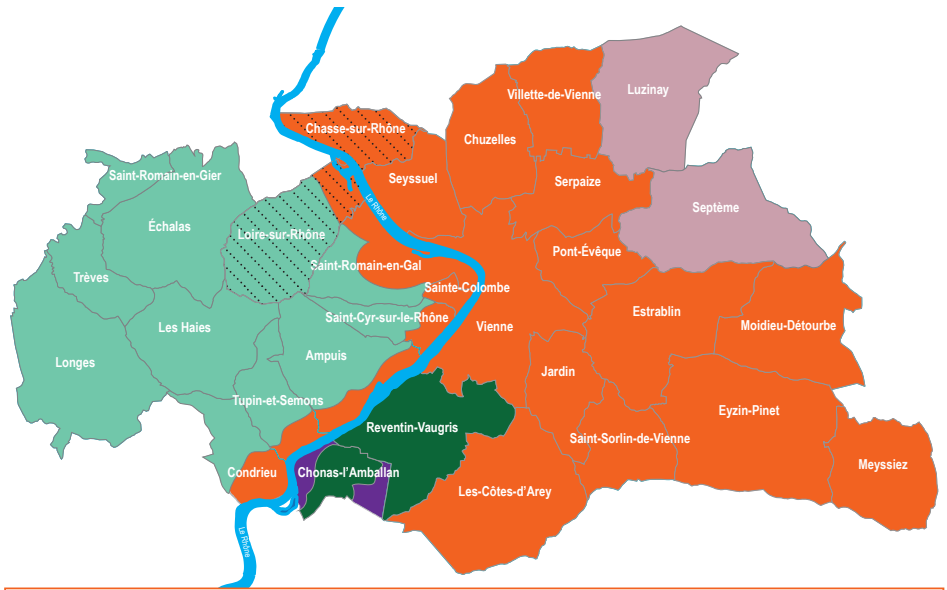 Villette-de-Vienne
Luzinay
Chasse-sur-Rhône
Chuzelles
Saint-Romain-en-Gier
Seyssuel
Serpaize
Septème
Le Rhône
Échalas
Loire-sur-Rhône
Pont-Évêque
Saint-Romain-en-Gal
Trèves
Sainte-Colombe
Estrablin
Saint-Cyr-sur-le-Rhône
Vienne
Moidieu-Détourbe
Les Haies
Ampuis
Longes
Jardin
Tupin-et-Semons
Eyzin-Pinet
Reventin-Vaugris
Saint-Sorlin-de-Vienne
Meyssiez
Condrieu
Chonas-l’Amballan
Les-Côtes-d’Arey
Le Rhône